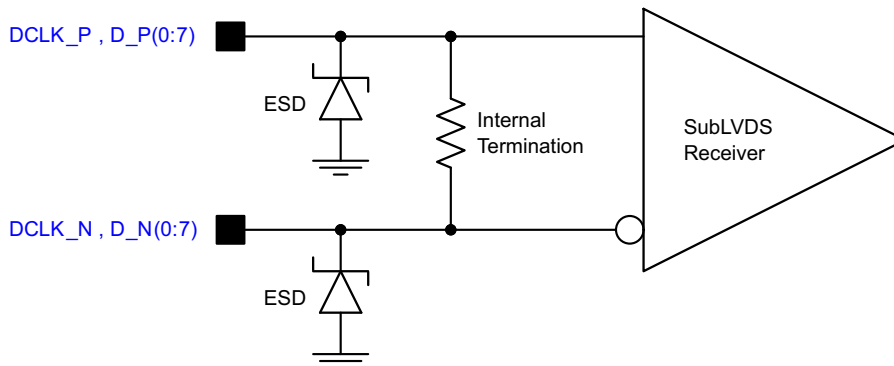 DCLK_P , D_P(0:7)
ESD
Internal
Termination
SubLVDS
Receiver
DCLK_N , D_N(0:7)
ESD